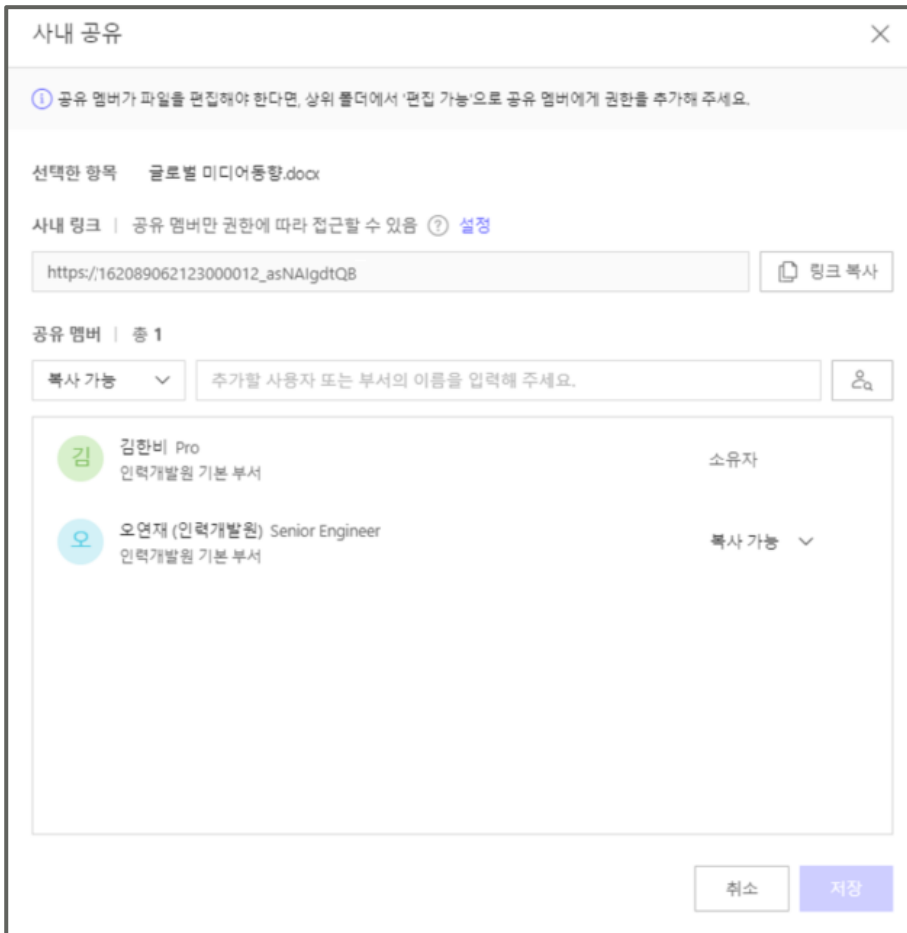 사내 공유
공유 멤버가 파일을 편집해야 한다면, 상위 폴더에서 '편집 가능'으로 공유 멤버에게 권한을 추가해 주세요.
선택한 항목 글로벌 미디어동향.docx
사내 링크 | 공유 멤버만 권한에 따라 접근할 수 있음 ? 설정
https://162089062123000012_asNAIgdtQB 링크 복사
공유 멤버 | 총 1
복사 가능 추가할 사용자 또는 부서의 이름을 입력해 주세요.
김 김한비 Pro
인력개발원 기본 부서
소유자
오 오연재 (인력개발원) Senior Engineer
인력개발원 기본 부서
복사 가능
취소 저장